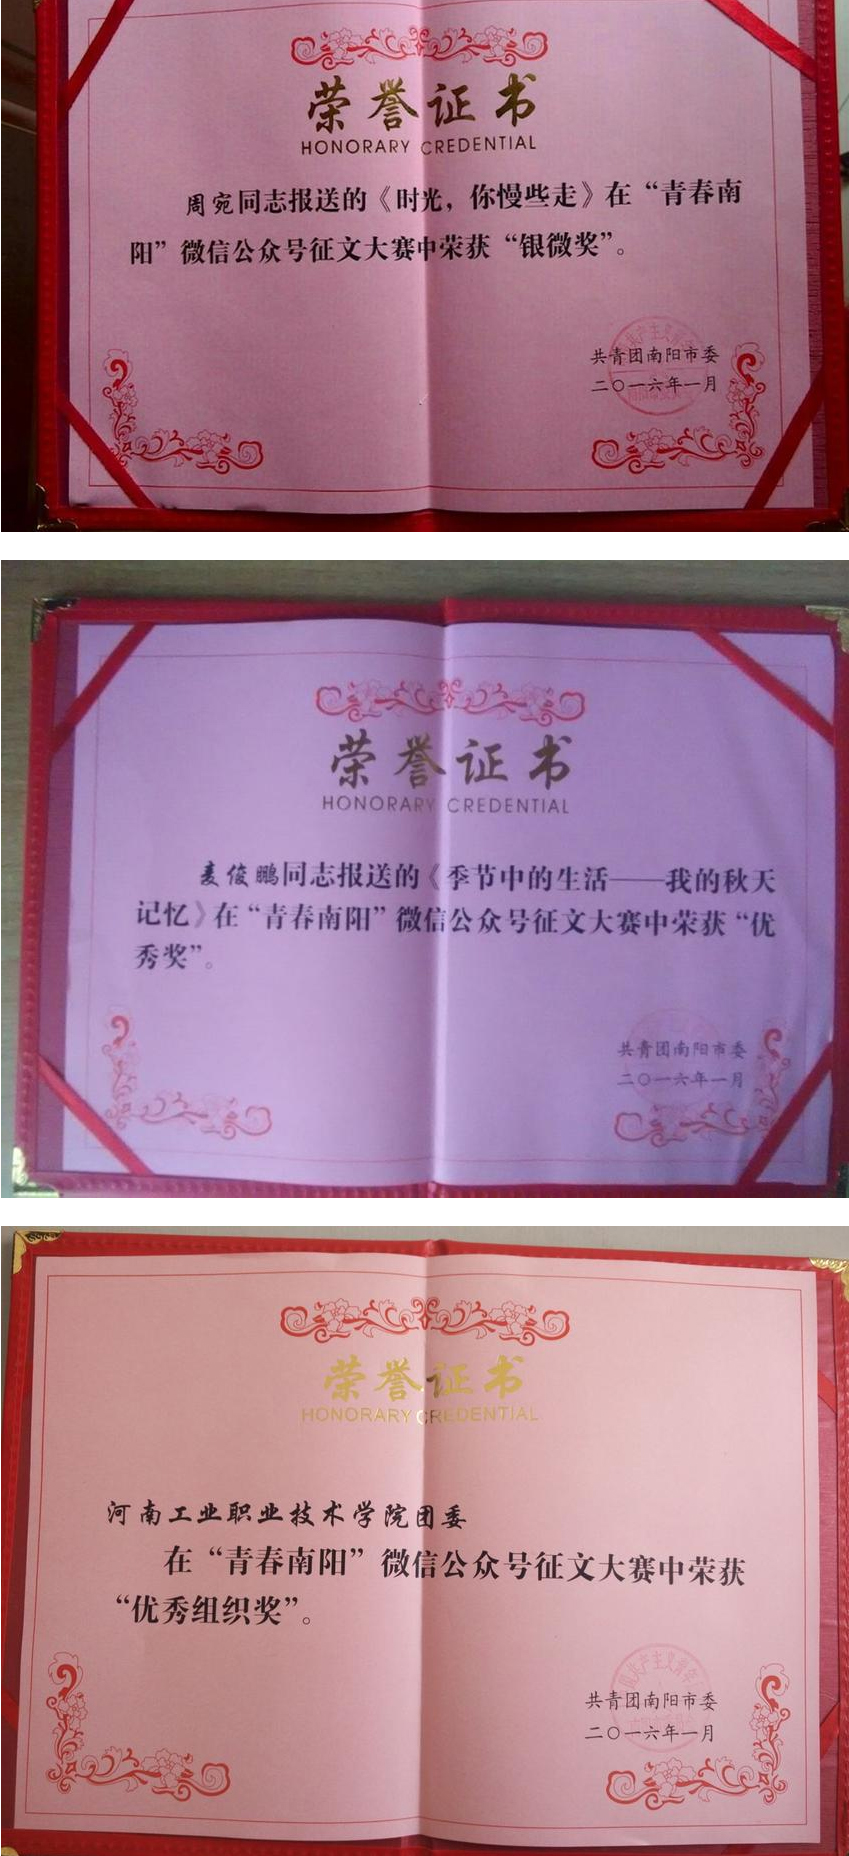 荣誉证书
HONORARY CREDENTIAL
周宛同志报送的《时光，你慢些走》在“青春南
阳”微信公众号征文大赛中荣获“银微奖”。
共青团南阳市委
二〇一六年一月
荣誉证书
HONORARY CREDENTIAL
麦俊鹏同志报送的《季节中的生活——我的秋天
记忆》在“青春南阳”微信公众号征文大赛中荣获“优
秀奖”。
共青团南阳市委
二〇一六年一月
荣誉证书
HONORARY CREDENTIAL
河南工业职业技术学院团委
在“青春南阳”微信公众号征文大赛中荣获
“优秀组织奖”。
共青团南阳市委
二〇一六年一月